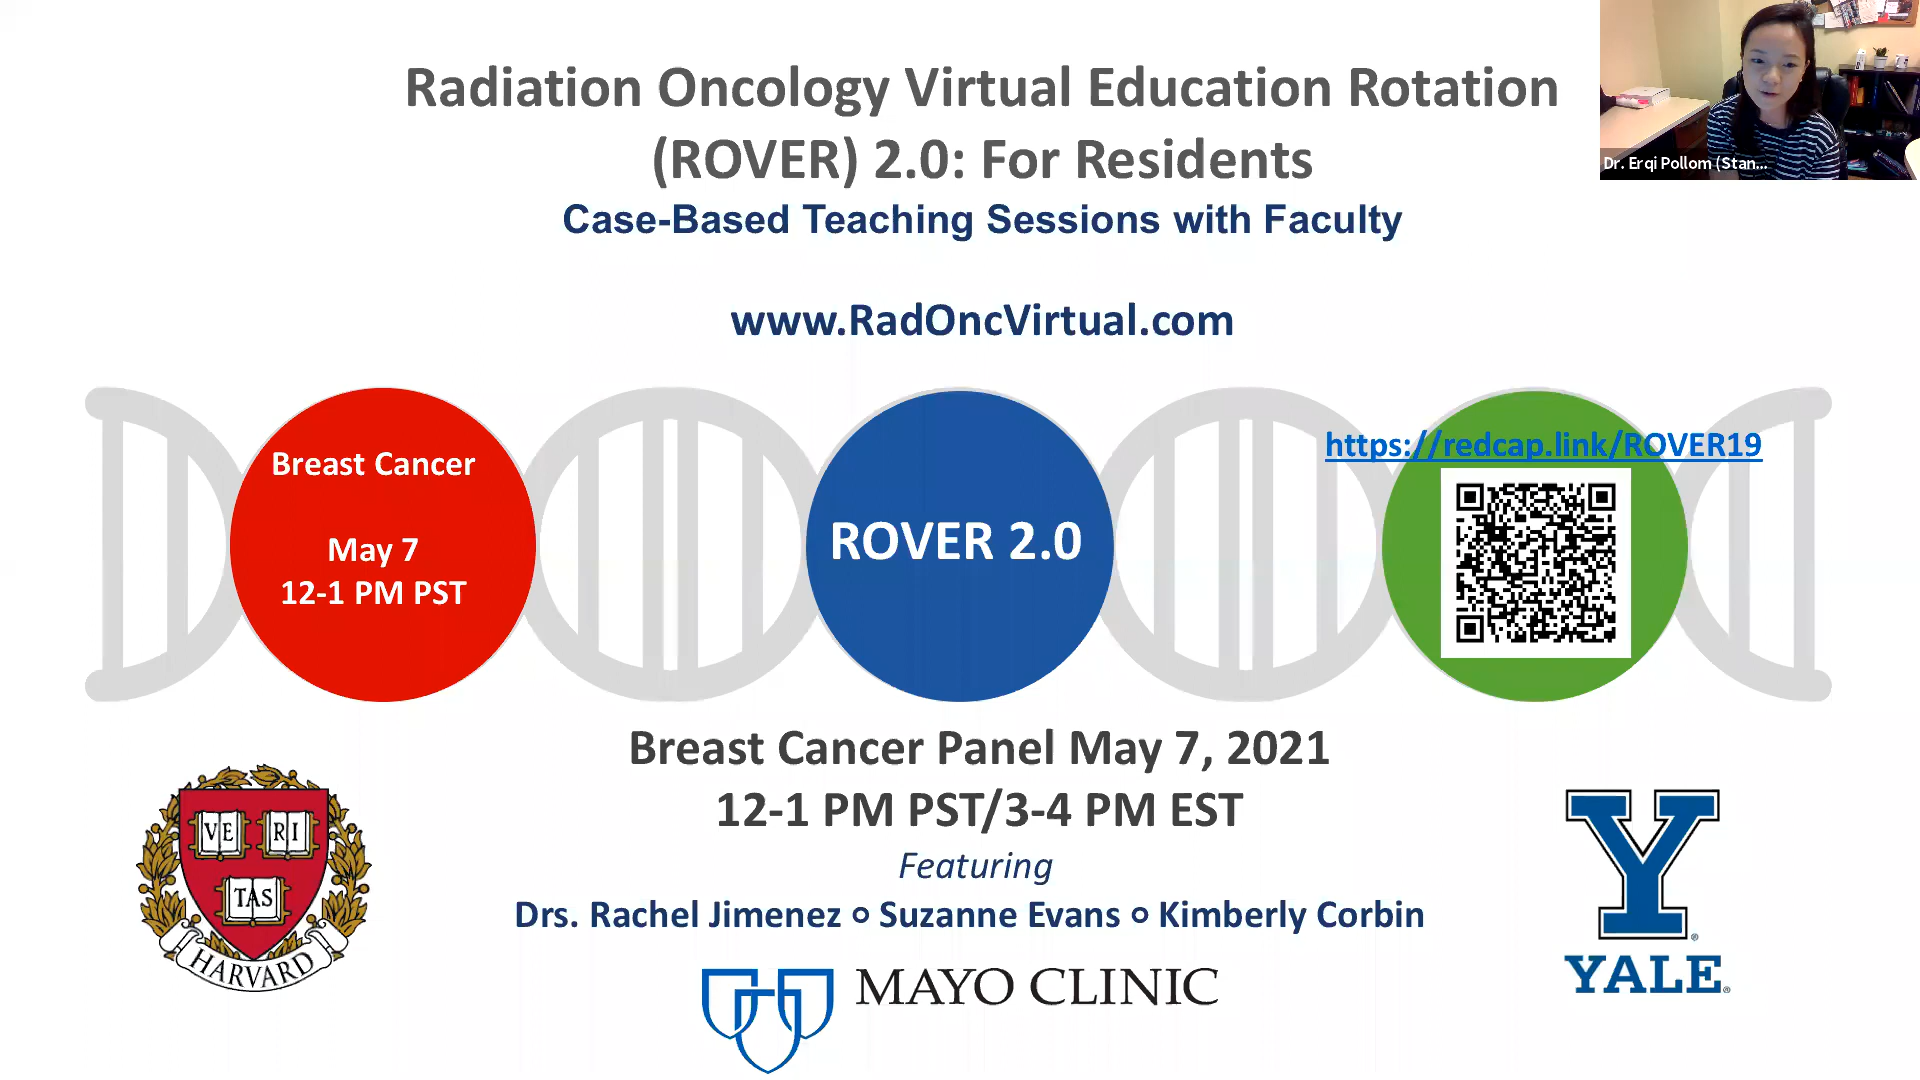 Radiation Oncology Virtual Education Rotation
(ROVER) 2.0: For Residents
Case-Based Teaching Sessions with Faculty
www.RadOncVirtual.com
Dr. Erqi Pollom (Stan...
Breast Cancer
May 7
12-1 PM PST
ROVER 2.0
https://redcap.link/ROVER19
Breast Cancer Panel May 7, 2021
12-1 PM PST/3-4 PM EST
Featuring
Drs. Rachel Jimenez o Suzanne Evans o Kimberly Corbin
VE RI
TAS
HARVARD
MAYO CLINIC
Y
YALE®